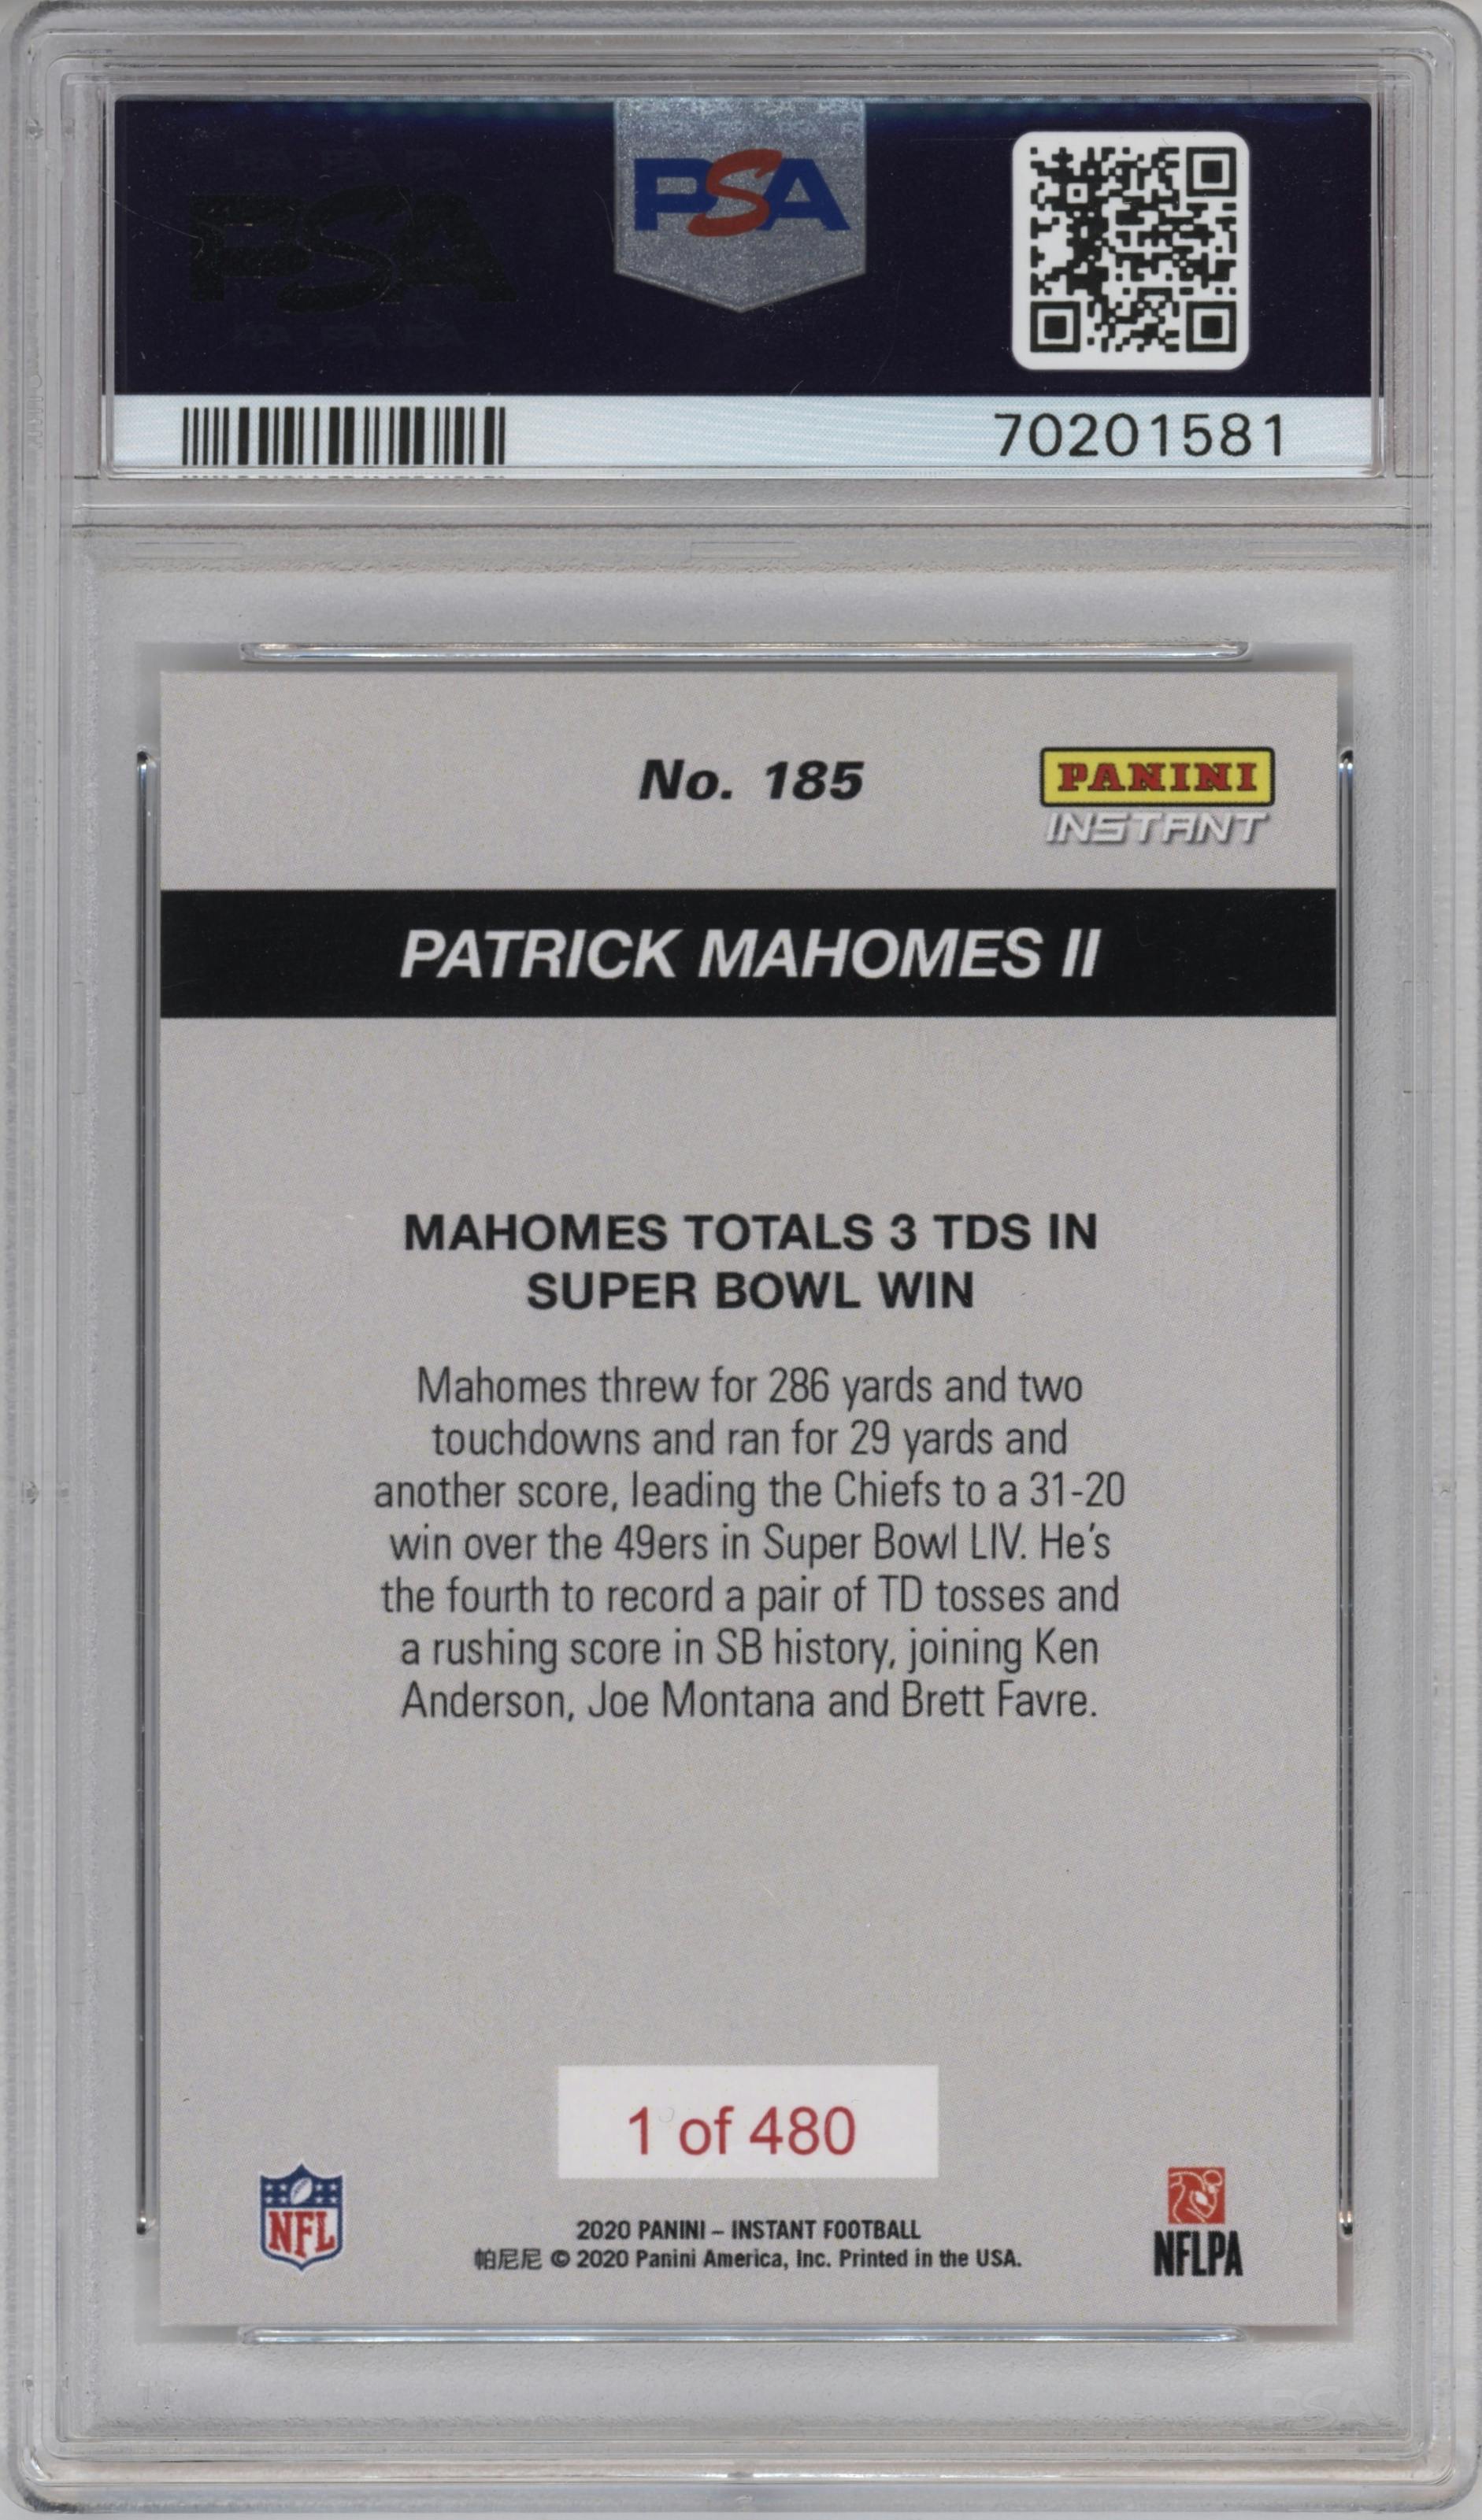 PSA
PSA
70201581
No. 185
PANINI
INSTANT
PATRICK MAHOMES II
MAHOMES TOTALS 3 TDS IN
SUPER BOWL WIN
Mahomes threw for 286 yards and two
touchdowns and ran for 29 yards and
another score, leading the Chiefs to a 31-20
win over the 49ers in Super Bowl LIV. He's
the fourth to record a pair of TD tosses and
a rushing score in SB history, joining Ken
Anderson, Joe Montana and Brett Favre.
1 of 480
NFL
2020 PANINI – INSTANT FOOTBALL
帕尼尼 © 2020 Panini America, Inc. Printed in the USA.
NFLPA
PSA